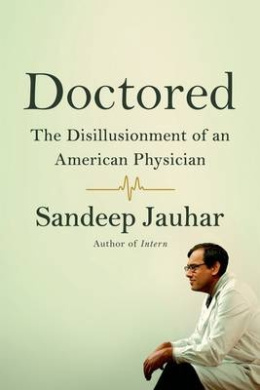 Doctored
The Disillusionment of an
American Physician
Sandeep Jauhar
Author of Intern